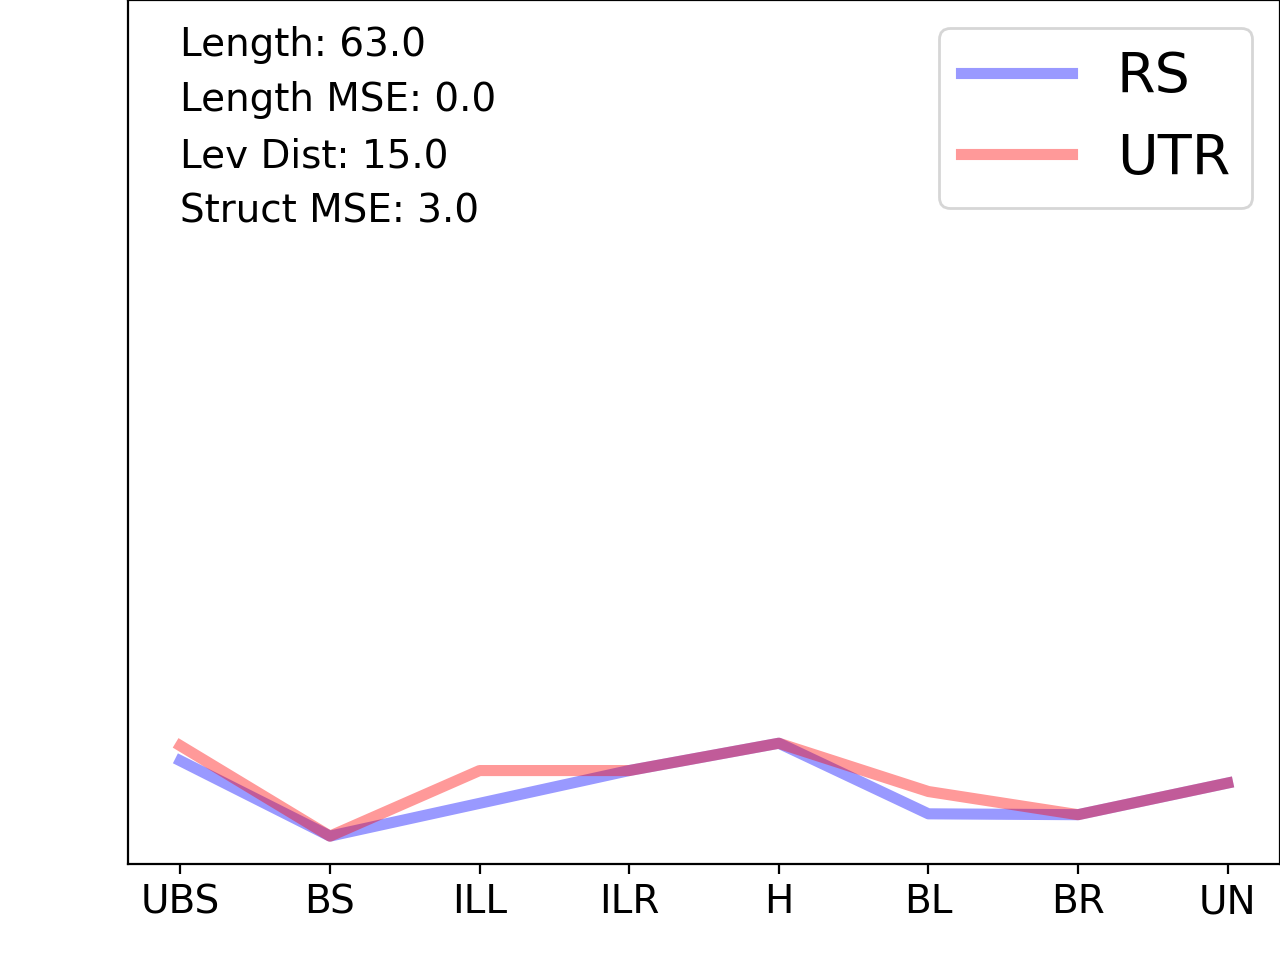 Length: 63.0
Length MSE: 0.0
Lev Dist: 15.0
Struct MSE: 3.0
RS
UTR
UBS BS ILL ILR H BL BR UN